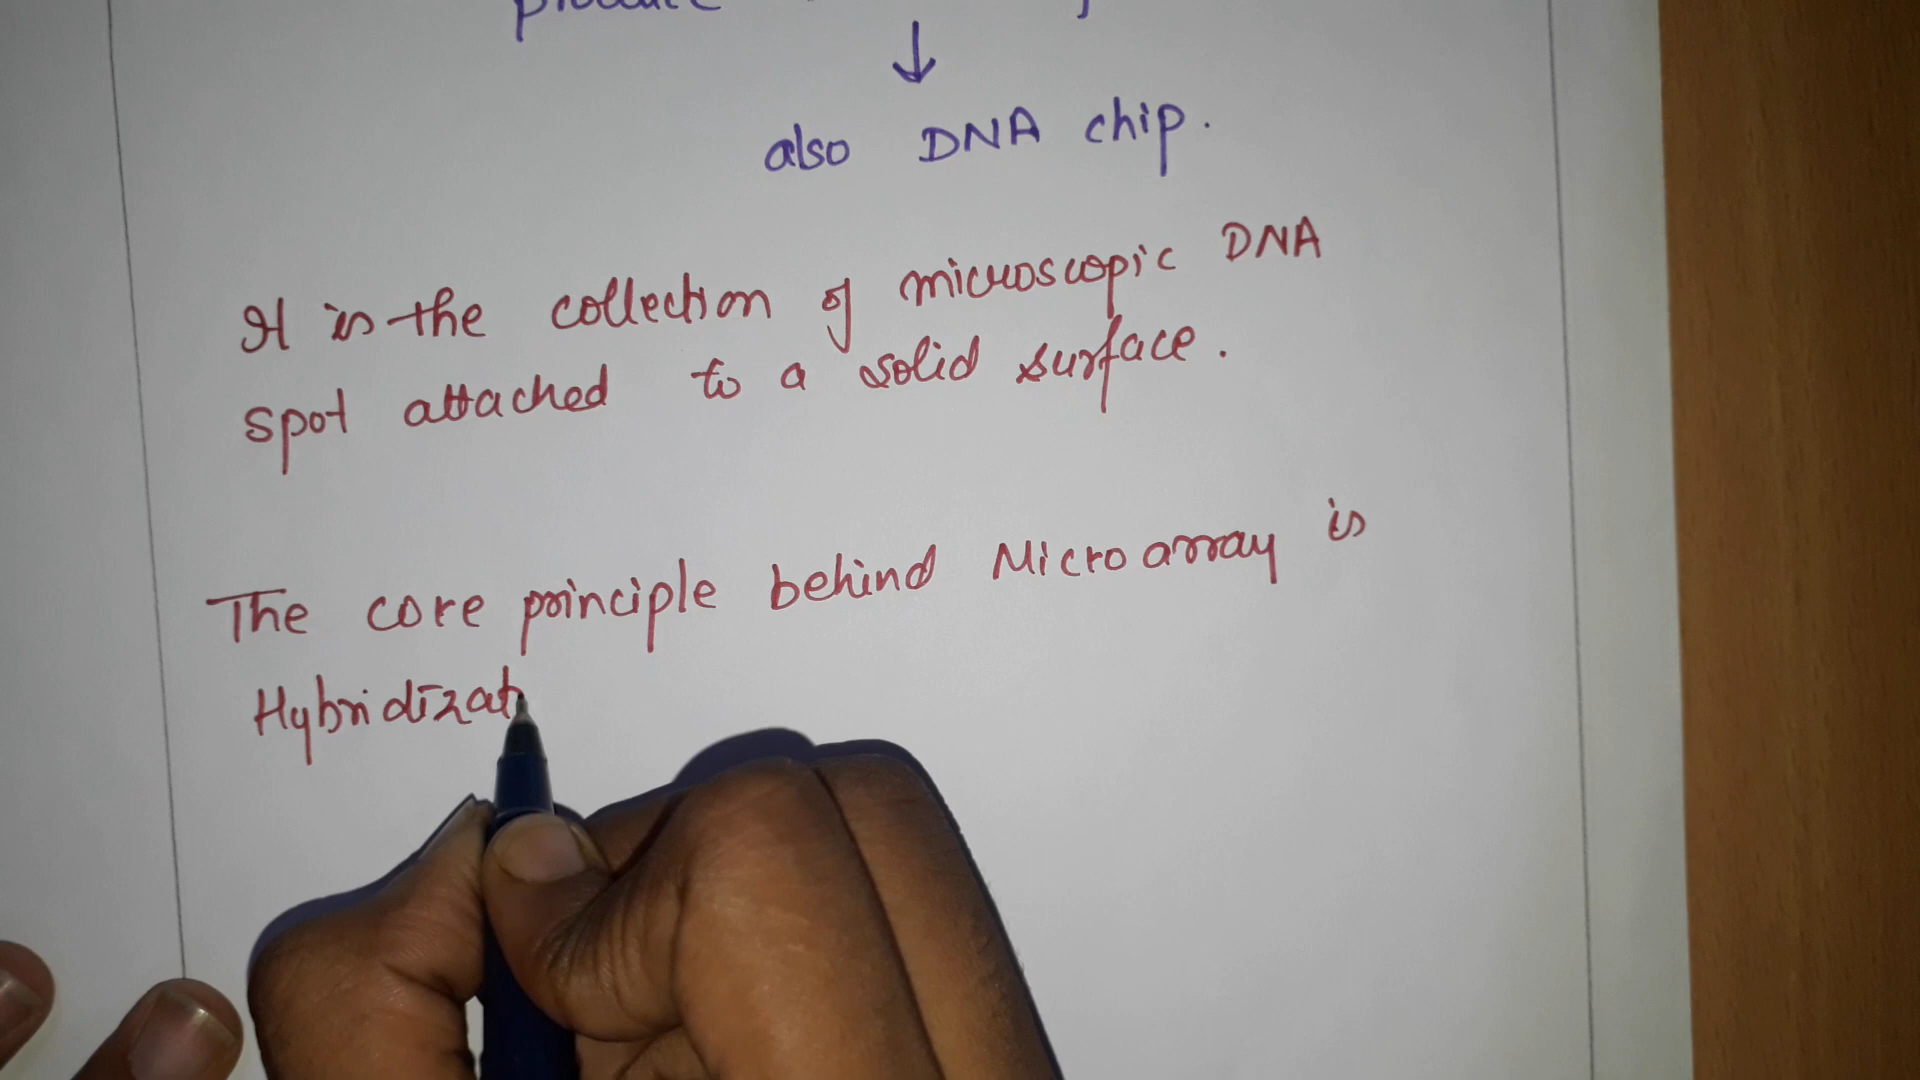 also DNA chip.
It is the collection of microscopic DNA
spot attached to a solid surface.
The core principle behind Microarray is
Hybridizat